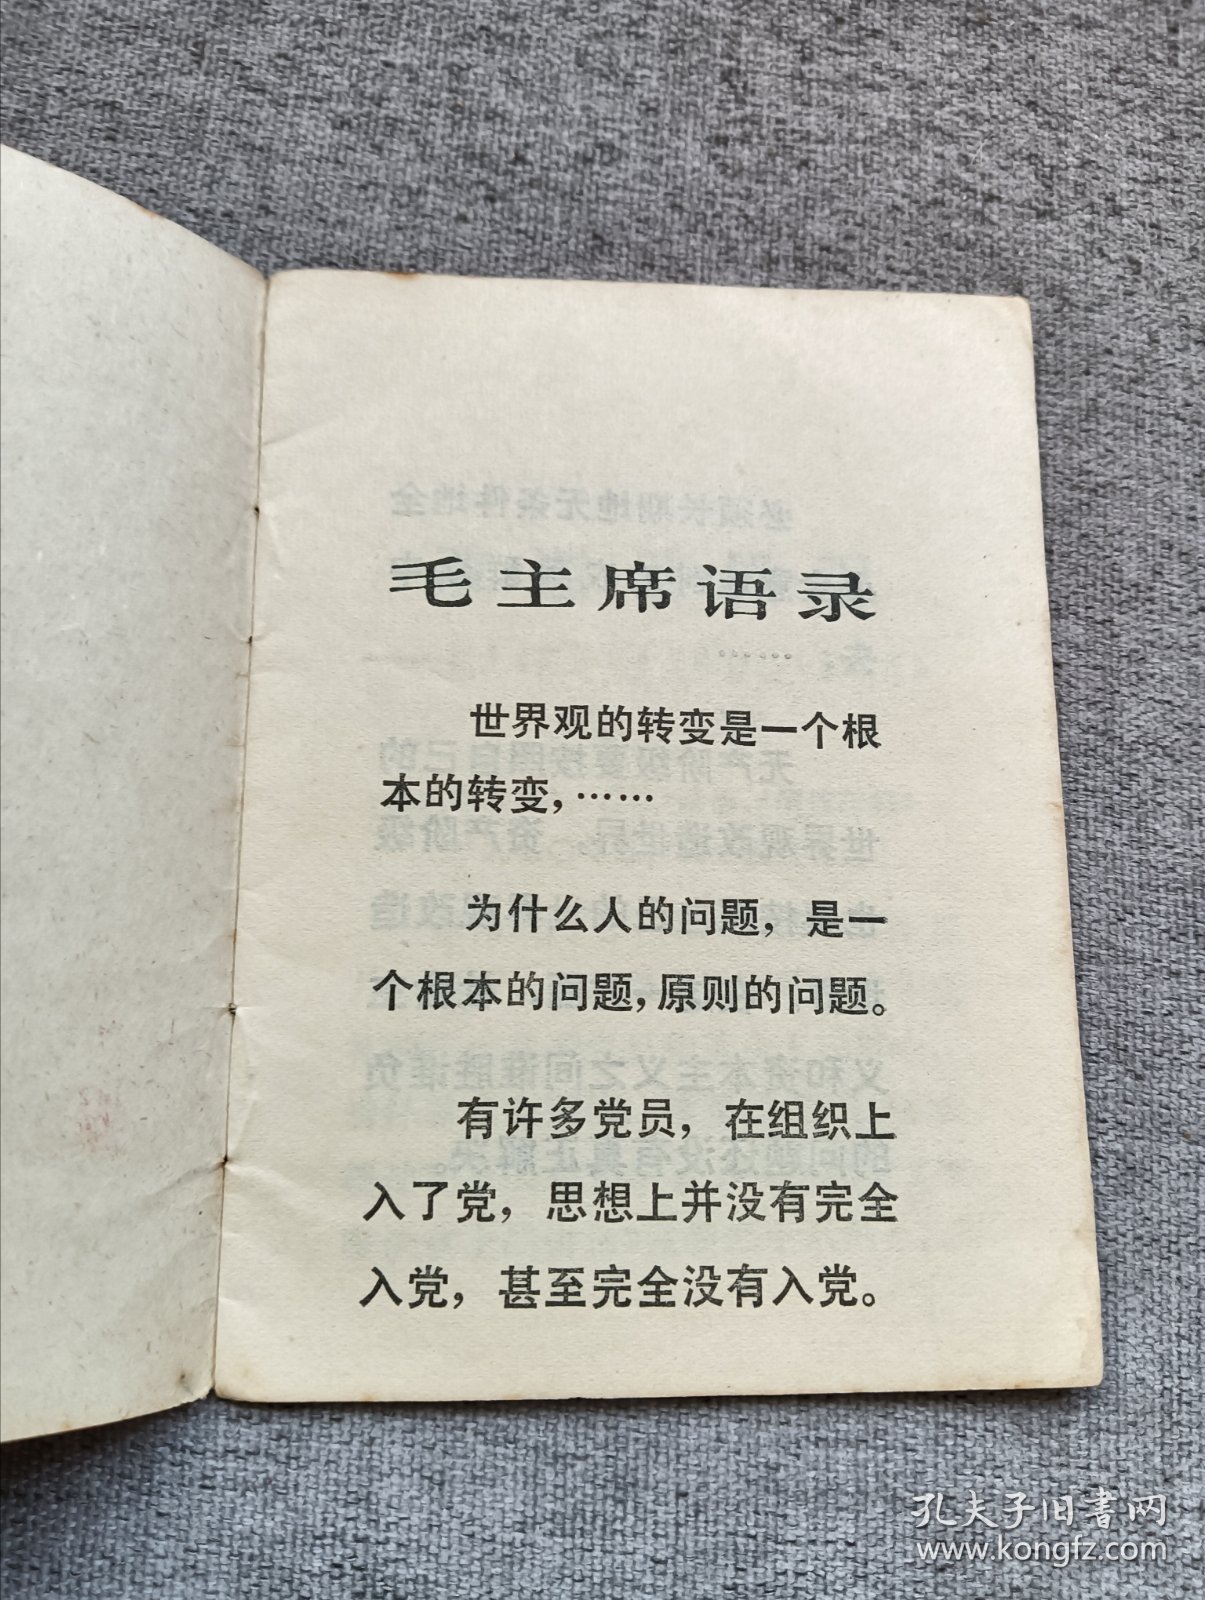 毛主席语录
世界观的转变是一个根
本的转变，……
为什么人的问题，是一
个根本的问题，原则的问题。
有许多党员，在组织上
入了党，思想上并没有完全
入党，甚至完全没有入党。
孔夫子旧书网
www.kongfz.com